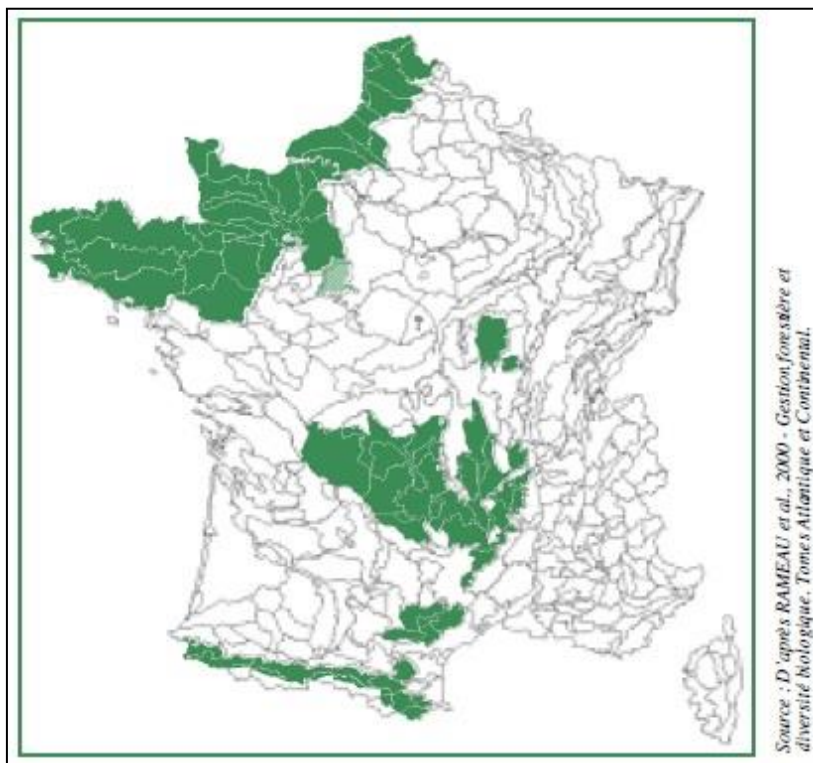 Source : D'après RAMEAU et al., 2000 - Gestion forestière et
diversité biologique. Tomes Atlantique et Continental.